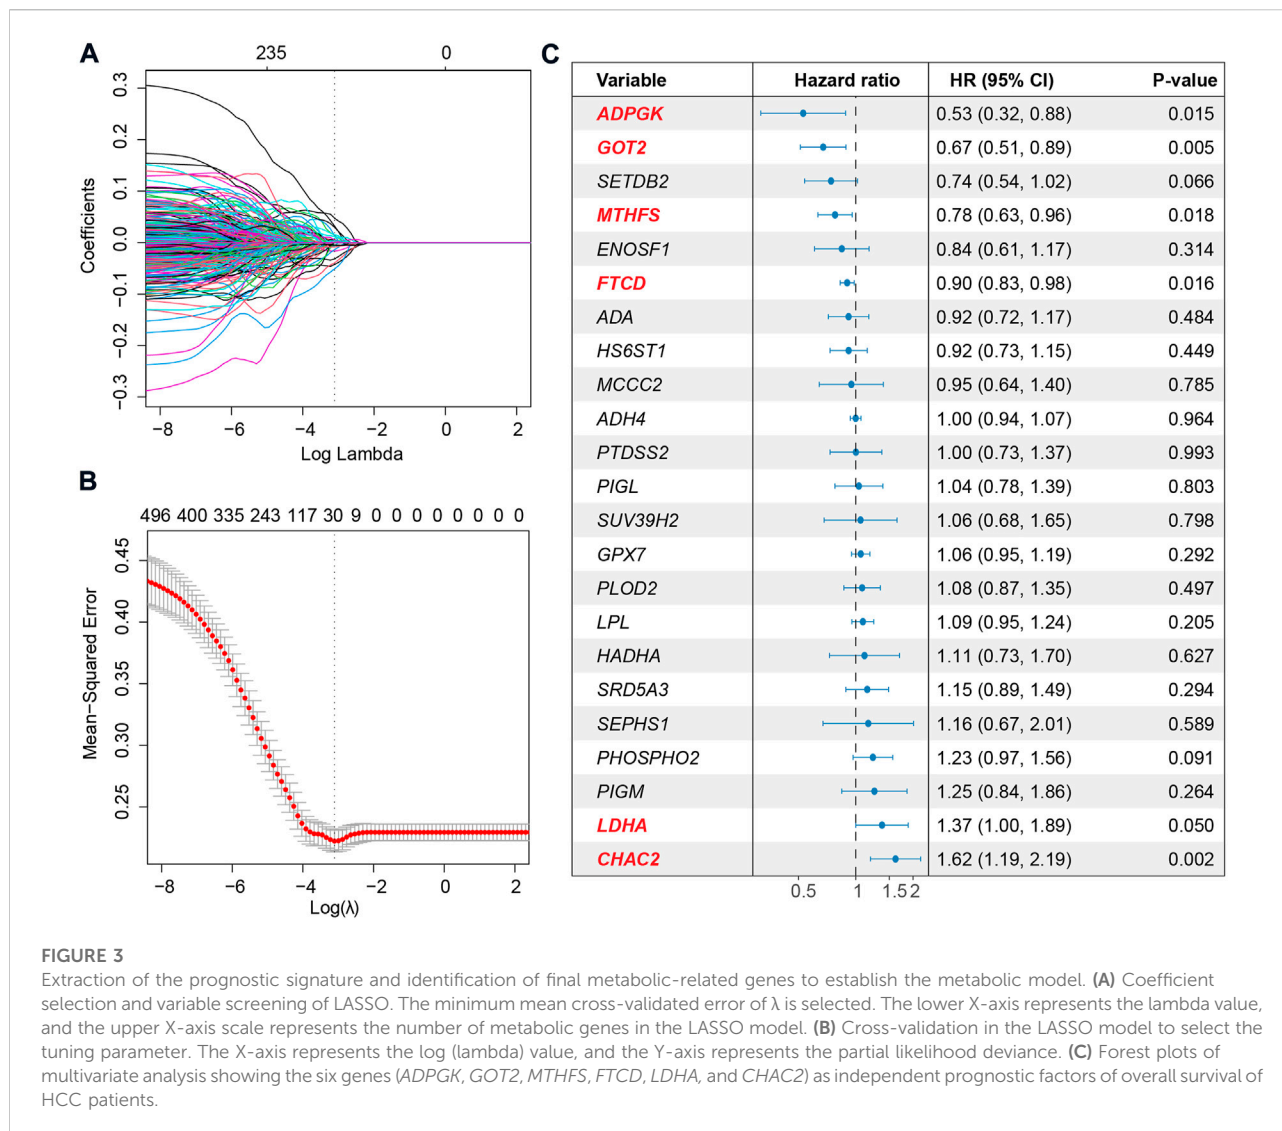 A
235 0
0.3
0.2
0.1
0.0
−0.1
−0.2
−0.3
Coefficients
−8 −6 −4 −2 0 2
Log Lambda
B
496 400 335 243 117 30 9 0 0 0 0 0 0 0 0
0.45
0.40
0.35
0.30
0.25
Mean−Squared Error
−8 −6 −4 −2 0 2
Log(λ)
C
Variable Hazard ratio HR (95% CI) P-value
ADPGK 0.53 (0.32, 0.88) 0.015
GOT2 0.67 (0.51, 0.89) 0.005
SETDB2 0.74 (0.54, 1.02) 0.066
MTHFS 0.78 (0.63, 0.96) 0.018
ENOSF1 0.84 (0.61, 1.17) 0.314
FTCD 0.90 (0.83, 0.98) 0.016
ADA 0.92 (0.72, 1.17) 0.484
HS6ST1 0.92 (0.73, 1.15) 0.449
MCCC2 0.95 (0.64, 1.40) 0.785
ADH4 1.00 (0.94, 1.07) 0.964
PTDSS2 1.00 (0.73, 1.37) 0.993
PIGL 1.04 (0.78, 1.39) 0.803
SUV39H2 1.06 (0.68, 1.65) 0.798
GPX7 1.06 (0.95, 1.19) 0.292
PLOD2 1.08 (0.87, 1.35) 0.497
LPL 1.09 (0.95, 1.24) 0.205
HADHA 1.11 (0.73, 1.70) 0.627
SRD5A3 1.15 (0.89, 1.49) 0.294
SEPHS1 1.16 (0.67, 2.01) 0.589
PHOSPHO2 1.23 (0.97, 1.56) 0.091
PIGM 1.25 (0.84, 1.86) 0.264
LDHA 1.37 (1.00, 1.89) 0.050
CHAC2 1.62 (1.19, 2.19) 0.002
0.5 1 1.5 2
FIGURE 3
Extraction of the prognostic signature and identification of final metabolic-related genes to establish the metabolic model. (A) Coefficient
selection and variable screening of LASSO. The minimum mean cross-validated error of λ is selected. The lower X-axis represents the lambda value,
and the upper X-axis scale represents the number of metabolic genes in the LASSO model. (B) Cross-validation in the LASSO model to select the
tuning parameter. The X-axis represents the log (lambda) value, and the Y-axis represents the partial likelihood deviance. (C) Forest plots of
multivariate analysis showing the six genes (ADPGK, GOT2, MTHFS, FTCD, LDHA, and CHAC2) as independent prognostic factors of overall survival of
HCC patients.